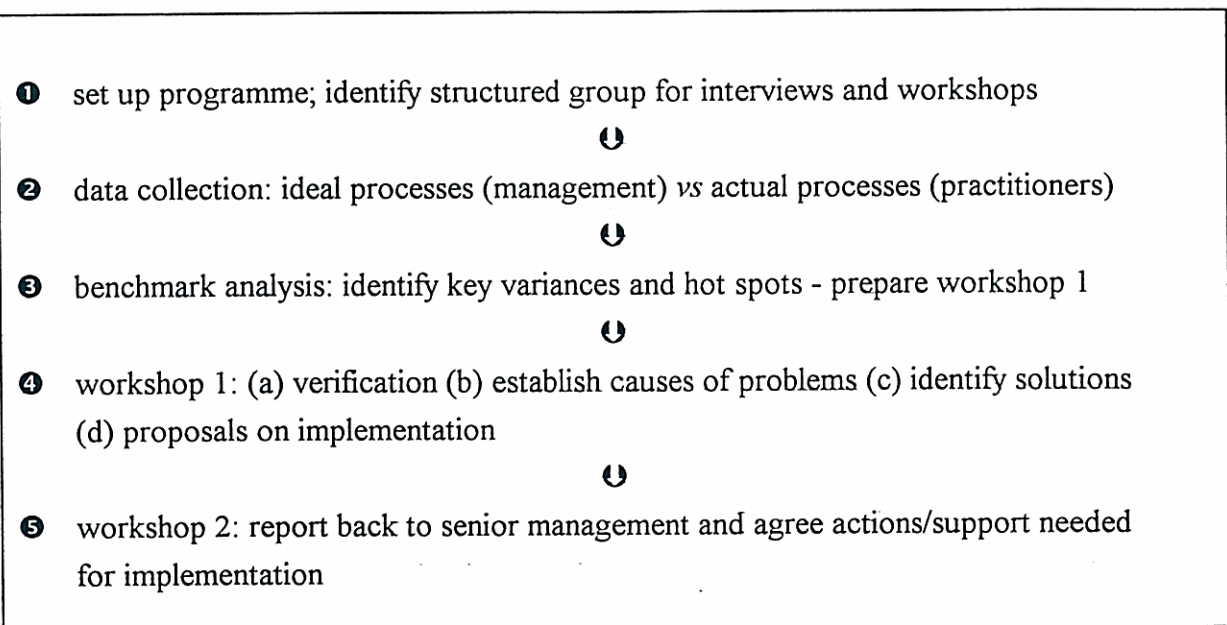 ❶ set up programme; identify structured group for interviews and workshops
❷ data collection: ideal processes (management) vs actual processes (practitioners)
❸ benchmark analysis: identify key variances and hot spots - prepare workshop 1
❹ workshop 1: (a) verification (b) establish causes of problems (c) identify solutions
(d) proposals on implementation
❺ workshop 2: report back to senior management and agree actions/support needed
for implementation